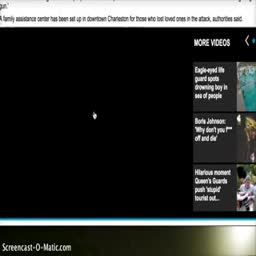 gun.'
A family assistance center has been set up in downtown Charleston for those who lost loved ones in the attack, authorities said.
MORE VIDEOS
Eagle-eyed life
guard spots
drowning boy in
sea of people
Boris Johnson:
'Why don't you f***
off and die'
Hilarious moment
Queen's Guards
push 'stupid'
tourist out...
Screencast-O-Matic.com